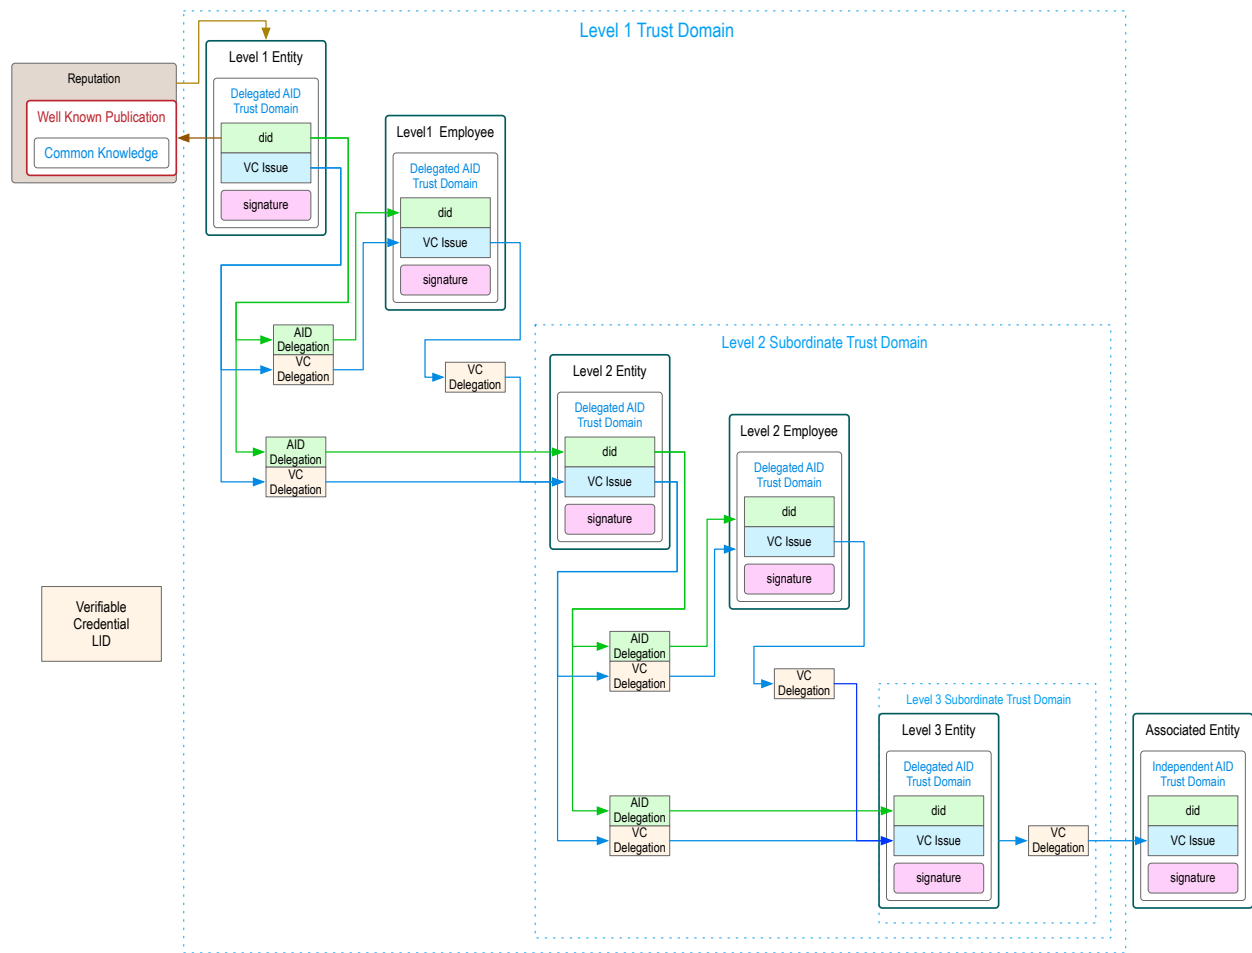 Level 1 Trust Domain
Reputation
Well Known Publication
Common Knowledge
Level 1 Entity
Delegated AID
Trust Domain
did
VC Issue
signature
Level1 Employee
Delegated AID
Trust Domain
did
VC Issue
signature
AID
Delegation
VC
Delegation
VC
Delegation
AID
Delegation
VC
Delegation
Level 2 Subordinate Trust Domain
Level 2 Entity
Delegated AID
Trust Domain
did
VC Issue
signature
Level 2 Employee
Delegated AID
Trust Domain
did
VC Issue
signature
Verifiable
Credential
LID
AID
Delegation
VC
Delegation
VC
Delegation
AID
Delegation
VC
Delegation
Level 3 Subordinate Trust Domain
Level 3 Entity
Delegated AID
Trust Domain
did
VC Issue
signature
VC
Delegation
Associated Entity
Independent AID
Trust Domain
did
VC Issue
signature